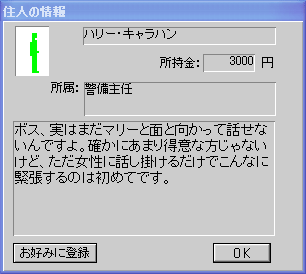 住人の情報
ハリー・キャラハン
所持金: 3000 円
所属: 警備主任
ボス、実はまだマリーと面と向かって話せな
いんですよ。確かにあまり得意な方じゃない
けど、ただ女性に話し掛けるだけでこんなに
緊張するのは初めてです。
お好みに登録 OK